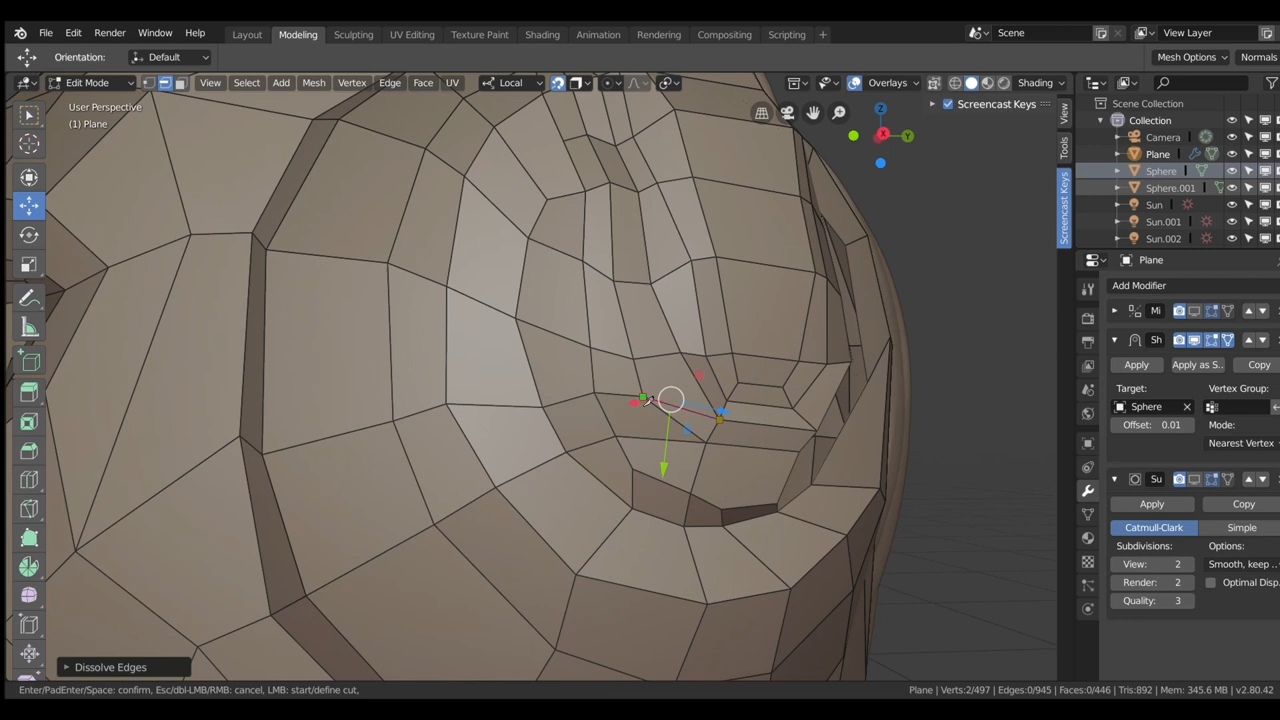 File Edit Render Window Help Layout Modeling Sculpting UV Editing Texture Paint Shading Animation Rendering Compositing Scripting + Scene View Layer
Orientation: Default Mesh Options Normals
Edit Mode View Select Add Mesh Vertex Edge Face UV Local Overlays Shading
User Perspective
(1) Plane
Screencast Keys
Z
X
Y
View
Tools
Screencast Keys
Scene Collection
Collection
Camera
Plane
Sphere
Sphere.001
Sun
Sun.001
Sun.002
Plane
Add Modifier
Mi
Sh
Apply Apply as S.. Copy
Target: Vertex Group:
Sphere
Offset: 0.01 Mode:
Nearest Vertex
Su
Apply Copy
Catmull-Clark Simple
Subdivisions: Options:
View: 2 Smooth, keep ..
Render: 2 Optimal Disp..
Quality: 3
Dissolve Edges
Enter/PadEnter/Space: confirm, Esc/dbl-LMB/RMB: cancel, LMB: start/define cut, Plane | Verts:2/497 | Edges:0/945 | Faces:0/446 | Tris:892 | Mem: 345.6 MB | v2.80.42